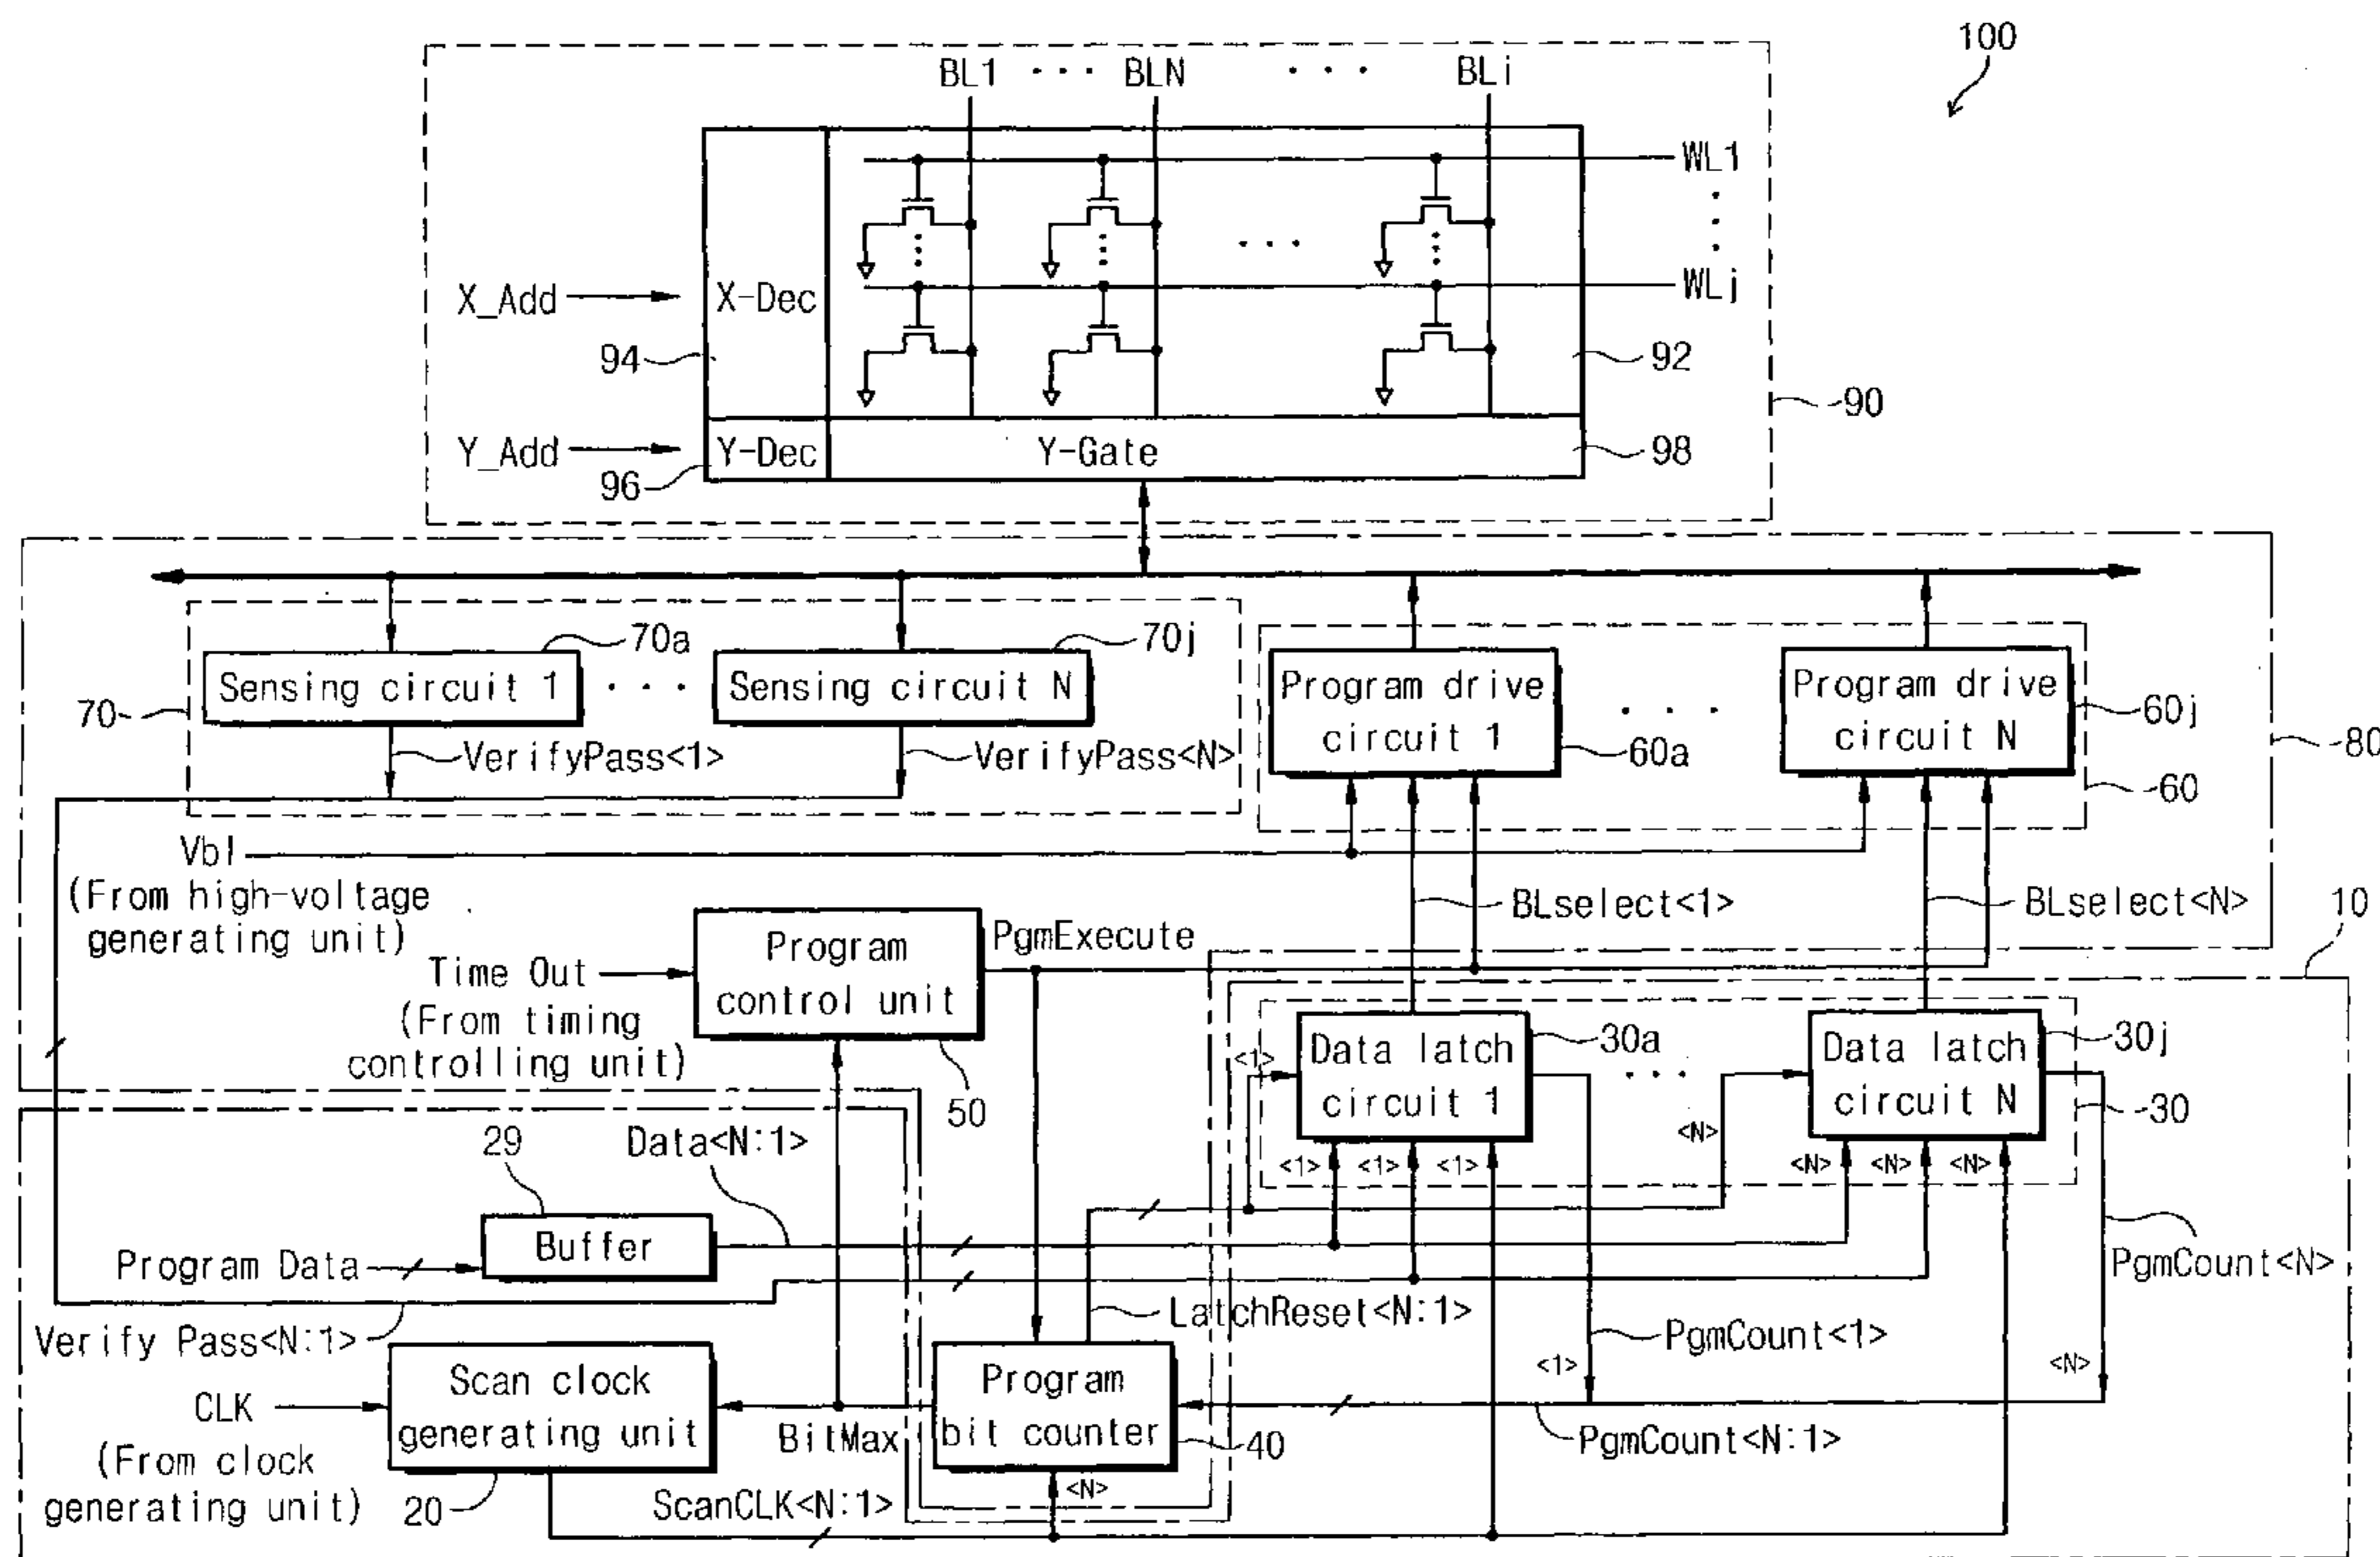 100
BL1 · · · BLN · · · BLi
WL1
X_Add
X-Dec
WLj
94
92
90
Y_Add
Y-Dec
Y-Gate
98
96
70a
70j
Sensing circuit 1
· · ·
Sensing circuit N
Program drive circuit 1
· · ·
Program drive circuit N
60j
70
80
VerifyPass<1>
VerifyPass<N>
60a
60
Vbl
(From high-voltage generating unit)
BLselect<1>
BLselect<N>
10
Program control unit
PgmExecute
Time Out
(From timing controlling unit)
50
<1>
Data latch circuit 1
30a
· · ·
Data latch circuit N
30j
30
<N>
29
Data<N:1>
<1> <1> <1>
<N> <N> <N>
Buffer
Program Data
PgmCount<N>
LatchReset<N:1>
Verify Pass<N:1>
PgmCount<1>
Scan clock generating unit
Program bit counter
<1>
<N>
CLK
(From clock generating unit)
BitMax
40
PgmCount<N:1>
20
ScanCLK<N:1>
<N>